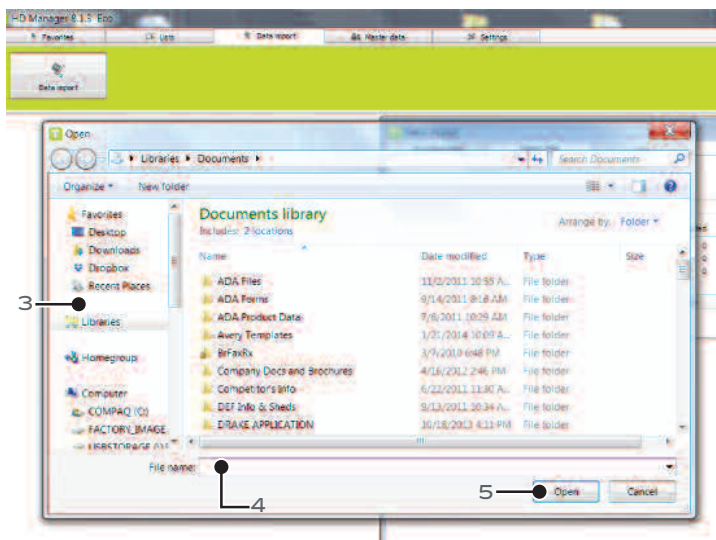 HD Manager 8.1.3 Eco
Favorites Lists Data import Master data Settings
Data import
Open
Libraries Documents Search Documents
Organize New folder
Documents library
Includes: 2 locations
Arrange by: Folder
Name Date modified Type Size
Favorites
Desktop
Downloads
Dropbox
Recent Places
3
Libraries
Homegroup
Computer
COMPAQ (C:)
FACTORY_IMAGE
ADA Files 11/2/2011 10:55 A... File folder
ADA Forms 9/14/2011 8:18 AM File folder
ADA Product Data 7/6/2011 10:29 AM File folder
Avery Templates 1/21/2014 10:09 A... File folder
BrFaxRx 3/9/2010 6:48 PM File folder
Company Docs and Brochures 4/16/2012 2:46 PM File folder
Competitor's Info 6/22/2011 11:30 A... File folder
DEF Info & Sheds 9/13/2011 10:34 A... File folder
DRAKE APPLICATION 10/18/2013 4:11 PM File folder
File name:
4
5
Open Cancel